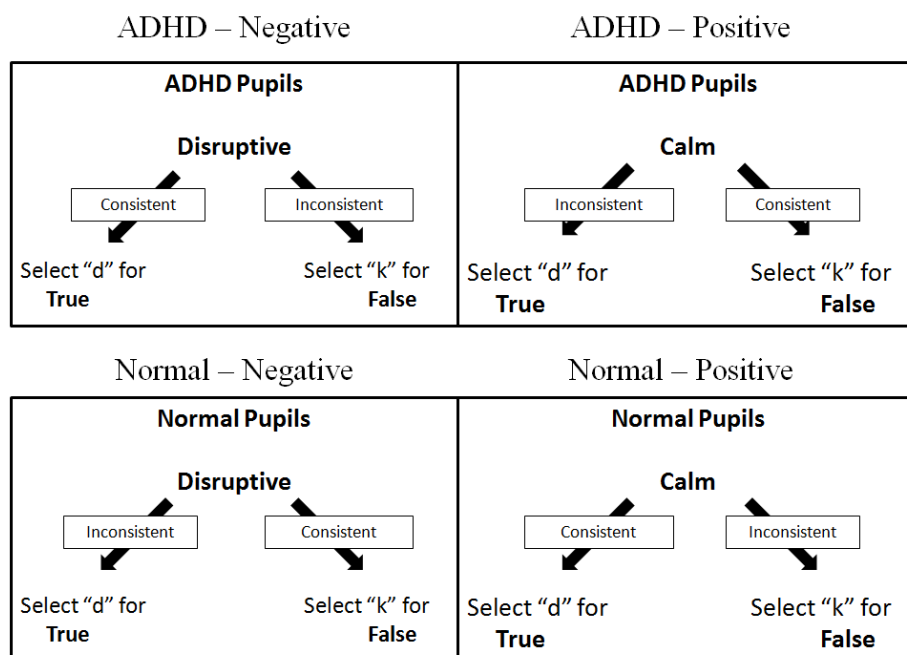 ADHD – Negative
ADHD – Positive
ADHD Pupils
Disruptive
Consistent
Inconsistent
Select “d” for
True
Select “k” for
False
ADHD Pupils
Calm
Inconsistent
Consistent
Select “d” for
True
Select “k” for
False
Normal – Negative
Normal – Positive
Normal Pupils
Disruptive
Inconsistent
Consistent
Select “d” for
True
Select “k” for
False
Normal Pupils
Calm
Consistent
Inconsistent
Select “d” for
True
Select “k” for
False